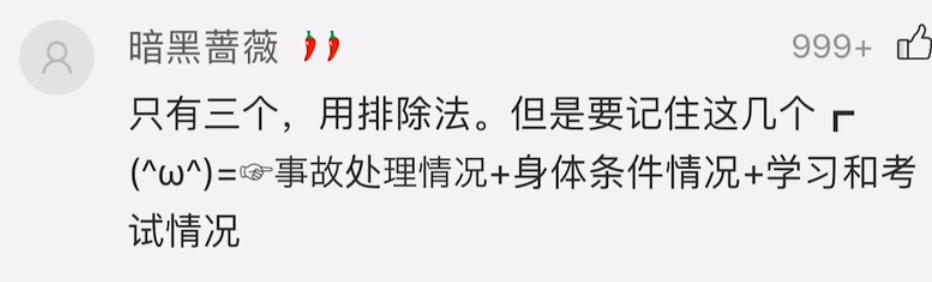 暗黑蔷薇🌶️🌶️ 999+
只有三个，用排除法。但是要记住这几个┏
(^ω^)=☞事故处理情况+身体条件情况+学习和考
试情况